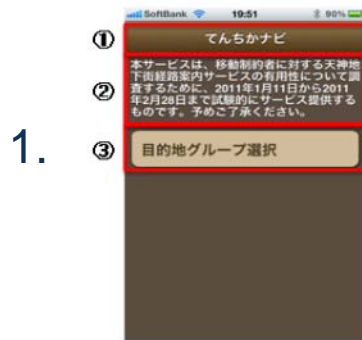 SoftBank 19:51 90%
① てんちかナビ
② 本サービスは、移動制約者に対する天神地
下街経路案内サービスの有用性について調
査するために、2011年1月11日から2011
年2月28日まで試験的にサービス提供する
ものです。予めご了承ください。
1. ③ 目的地グループ選択